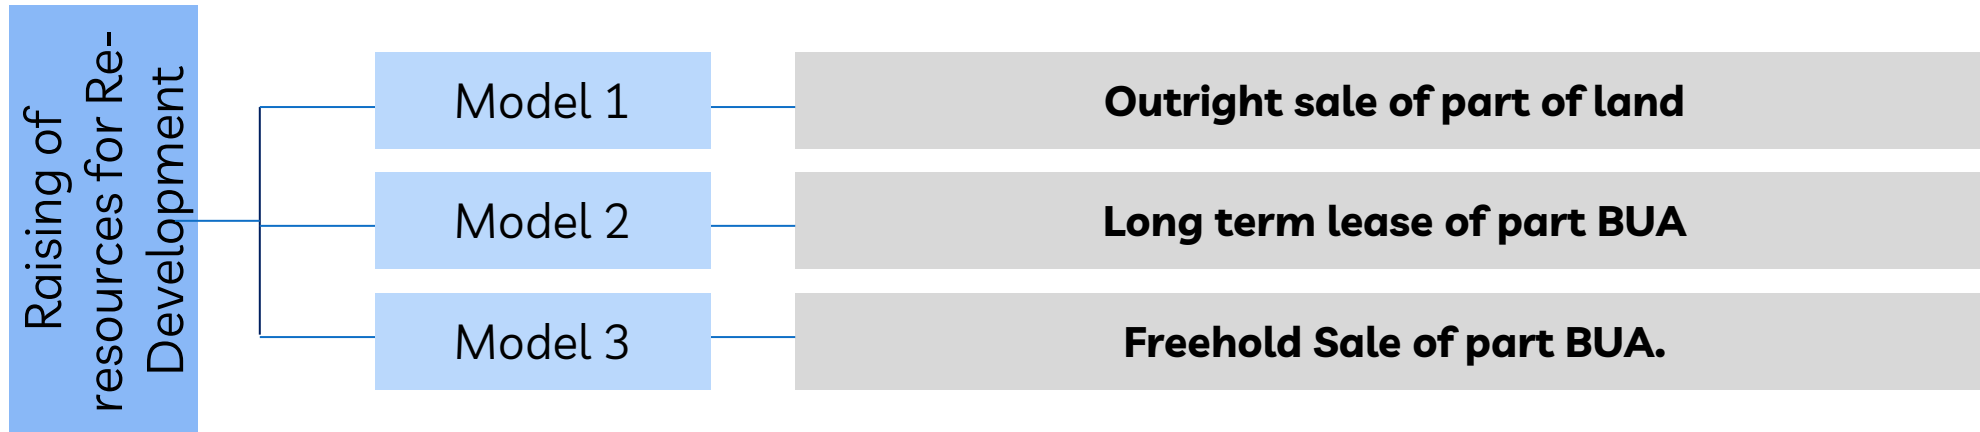 Raising of
resources for Re-
Development
Model 1
Outright sale of part of land
Model 2
Long term lease of part BUA
Model 3
Freehold Sale of part BUA.